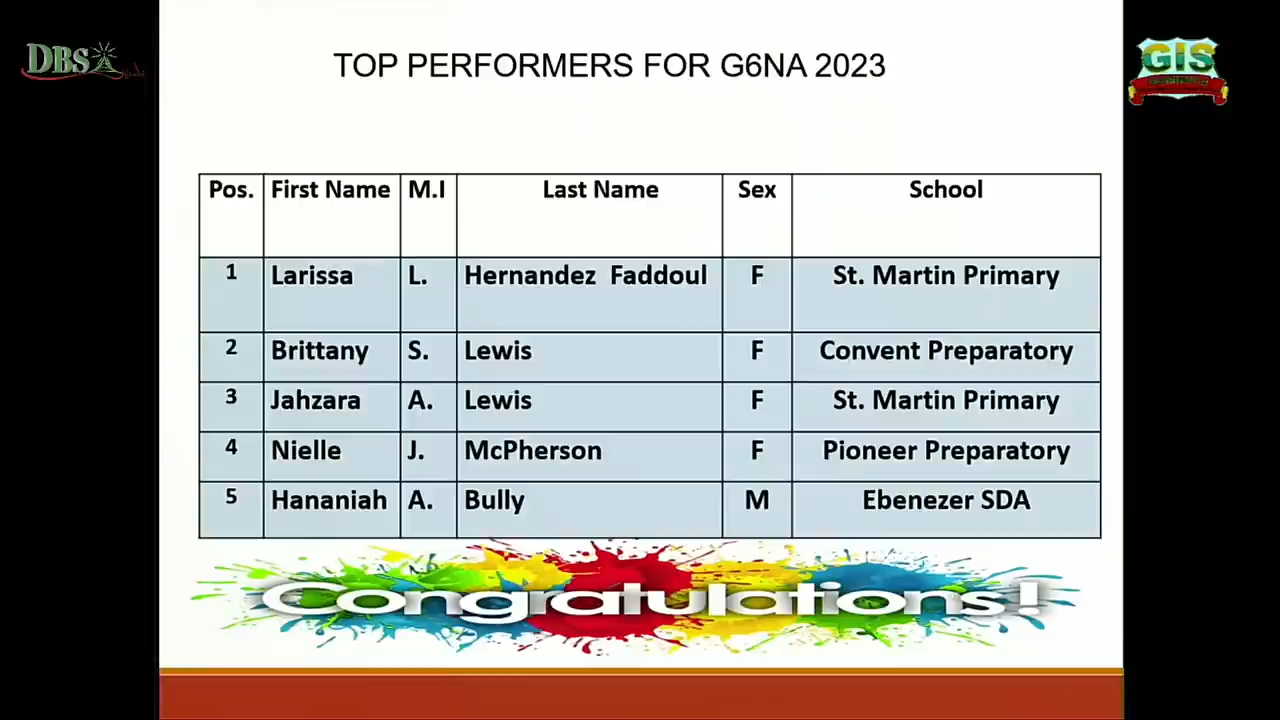 DBS
GIS
TOP PERFORMERS FOR G6NA 2023
Pos. First Name M.I Last Name Sex School
1 Larissa L. Hernandez Faddoul F St. Martin Primary
2 Brittany S. Lewis F Convent Preparatory
3 Jahzara A. Lewis F St. Martin Primary
4 Nielle J. McPherson F Pioneer Preparatory
5 Hananiah A. Bully M Ebenezer SDA
Congratulations!